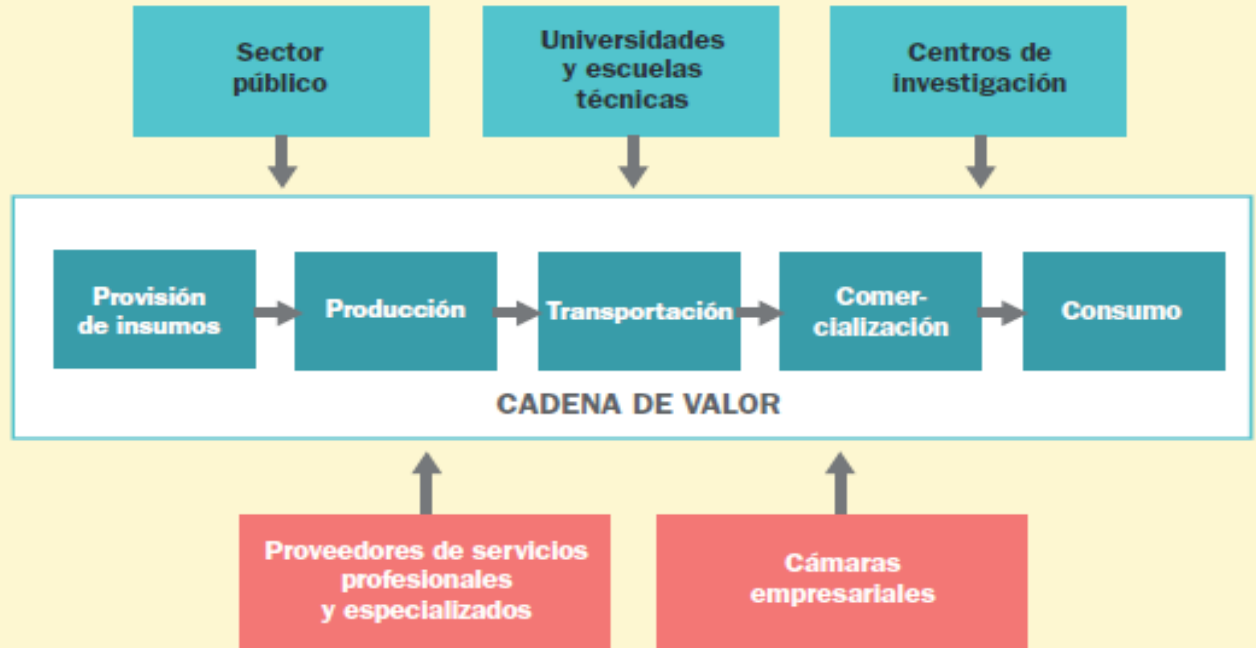 Sector
público
Universidades
y escuelas
técnicas
Centros de
investigación
Provisión
de insumos
Producción
Transportación
Comer-
cialización
Consumo
CADENA DE VALOR
Proveedores de servicios
profesionales
y especializados
Cámaras
empresariales